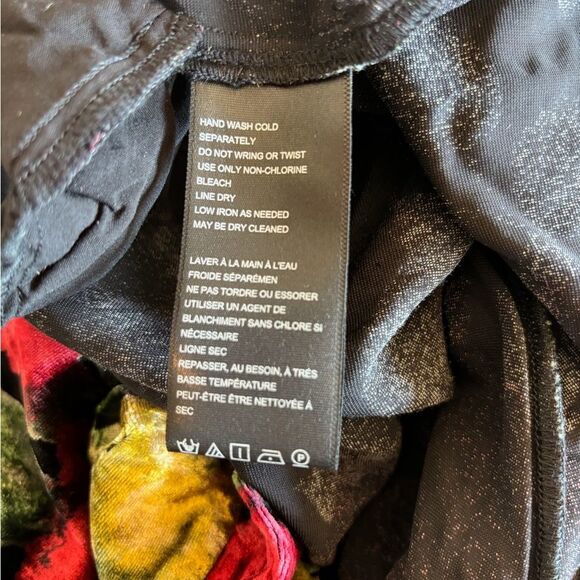 HAND WASH COLD
SEPARATELY
DO NOT WRING OR TWIST
USE ONLY NON-CHLORINE
BLEACH
LINE DRY
LOW IRON AS NEEDED
MAY BE DRY CLEANED
LAVER À LA MAIN À L'EAU
FROIDE SÉPARÉMEN
NE PAS TORDRE OU ESSORER
UTILISER UN AGENT DE
BLANCHIMENT SANS CHLORE SI
NÉCESSAIRE
LIGNE SEC
REPASSER, AU BESOIN, À TRÉS
BASSE TEMPÉRATURE
PEUT-ÊTRE ÊTRE NETTOYÉE À
SEC
P